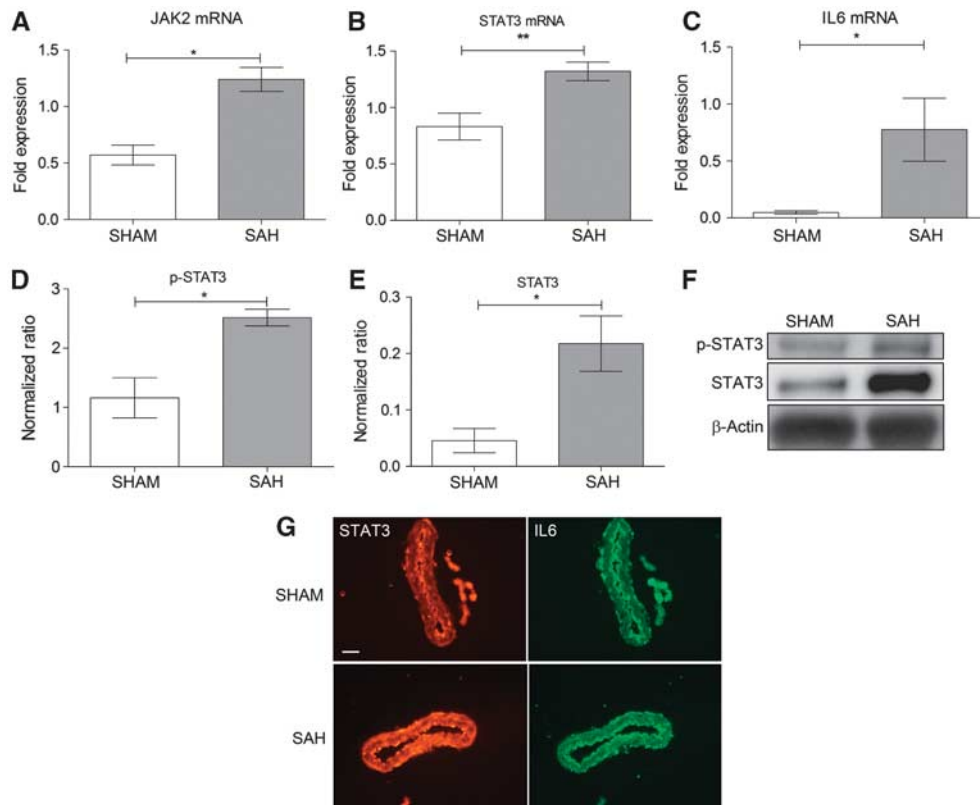 A
JAK2 mRNA
*
Fold expression
1.5
1.0
0.5
0.0
SHAM SAH
B
STAT3 mRNA
**
Fold expression
1.5
1.0
0.5
0.0
SHAM SAH
C
IL6 mRNA
*
Fold expression
1.5
1.0
0.5
0.0
SHAM SAH
D
p-STAT3
*
Normalized ratio
3
2
1
0
SHAM SAH
E
STAT3
*
Normalized ratio
0.3
0.2
0.1
0.0
SHAM SAH
F
SHAM SAH
p-STAT3
STAT3
β-Actin
G
STAT3 IL6
SHAM
SAH